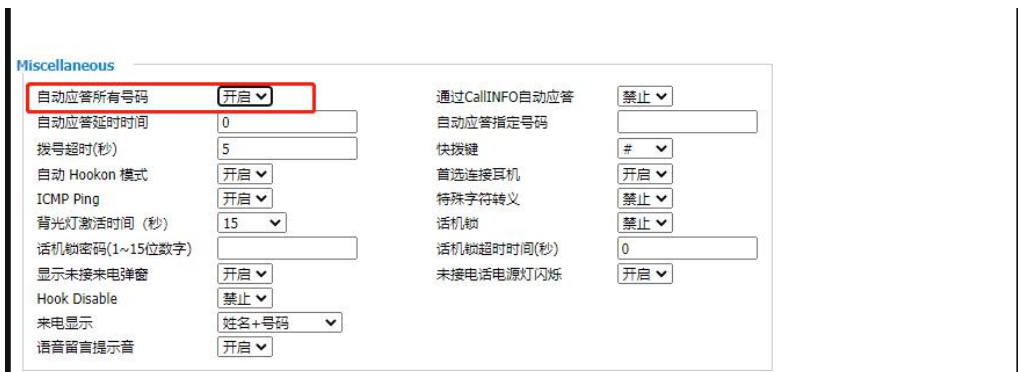 Miscellaneous
自动应答所有号码 开启 通过CallINFO自动应答 禁止
自动应答延时时间 0 自动应答指定号码
拨号超时(秒) 5 快拨键 #
自动 Hookon 模式 开启 首选连接耳机 开启
ICMP Ping 开启 特殊字符转义 禁止
背光灯激活时间（秒） 15 话机锁 禁止
话机锁密码(1~15位数字) 话机锁超时时间(秒) 0
显示未接来电弹窗 开启 未接电话电源灯闪烁 开启
Hook Disable 禁止
来电显示 姓名+号码
语音留言提示音 开启